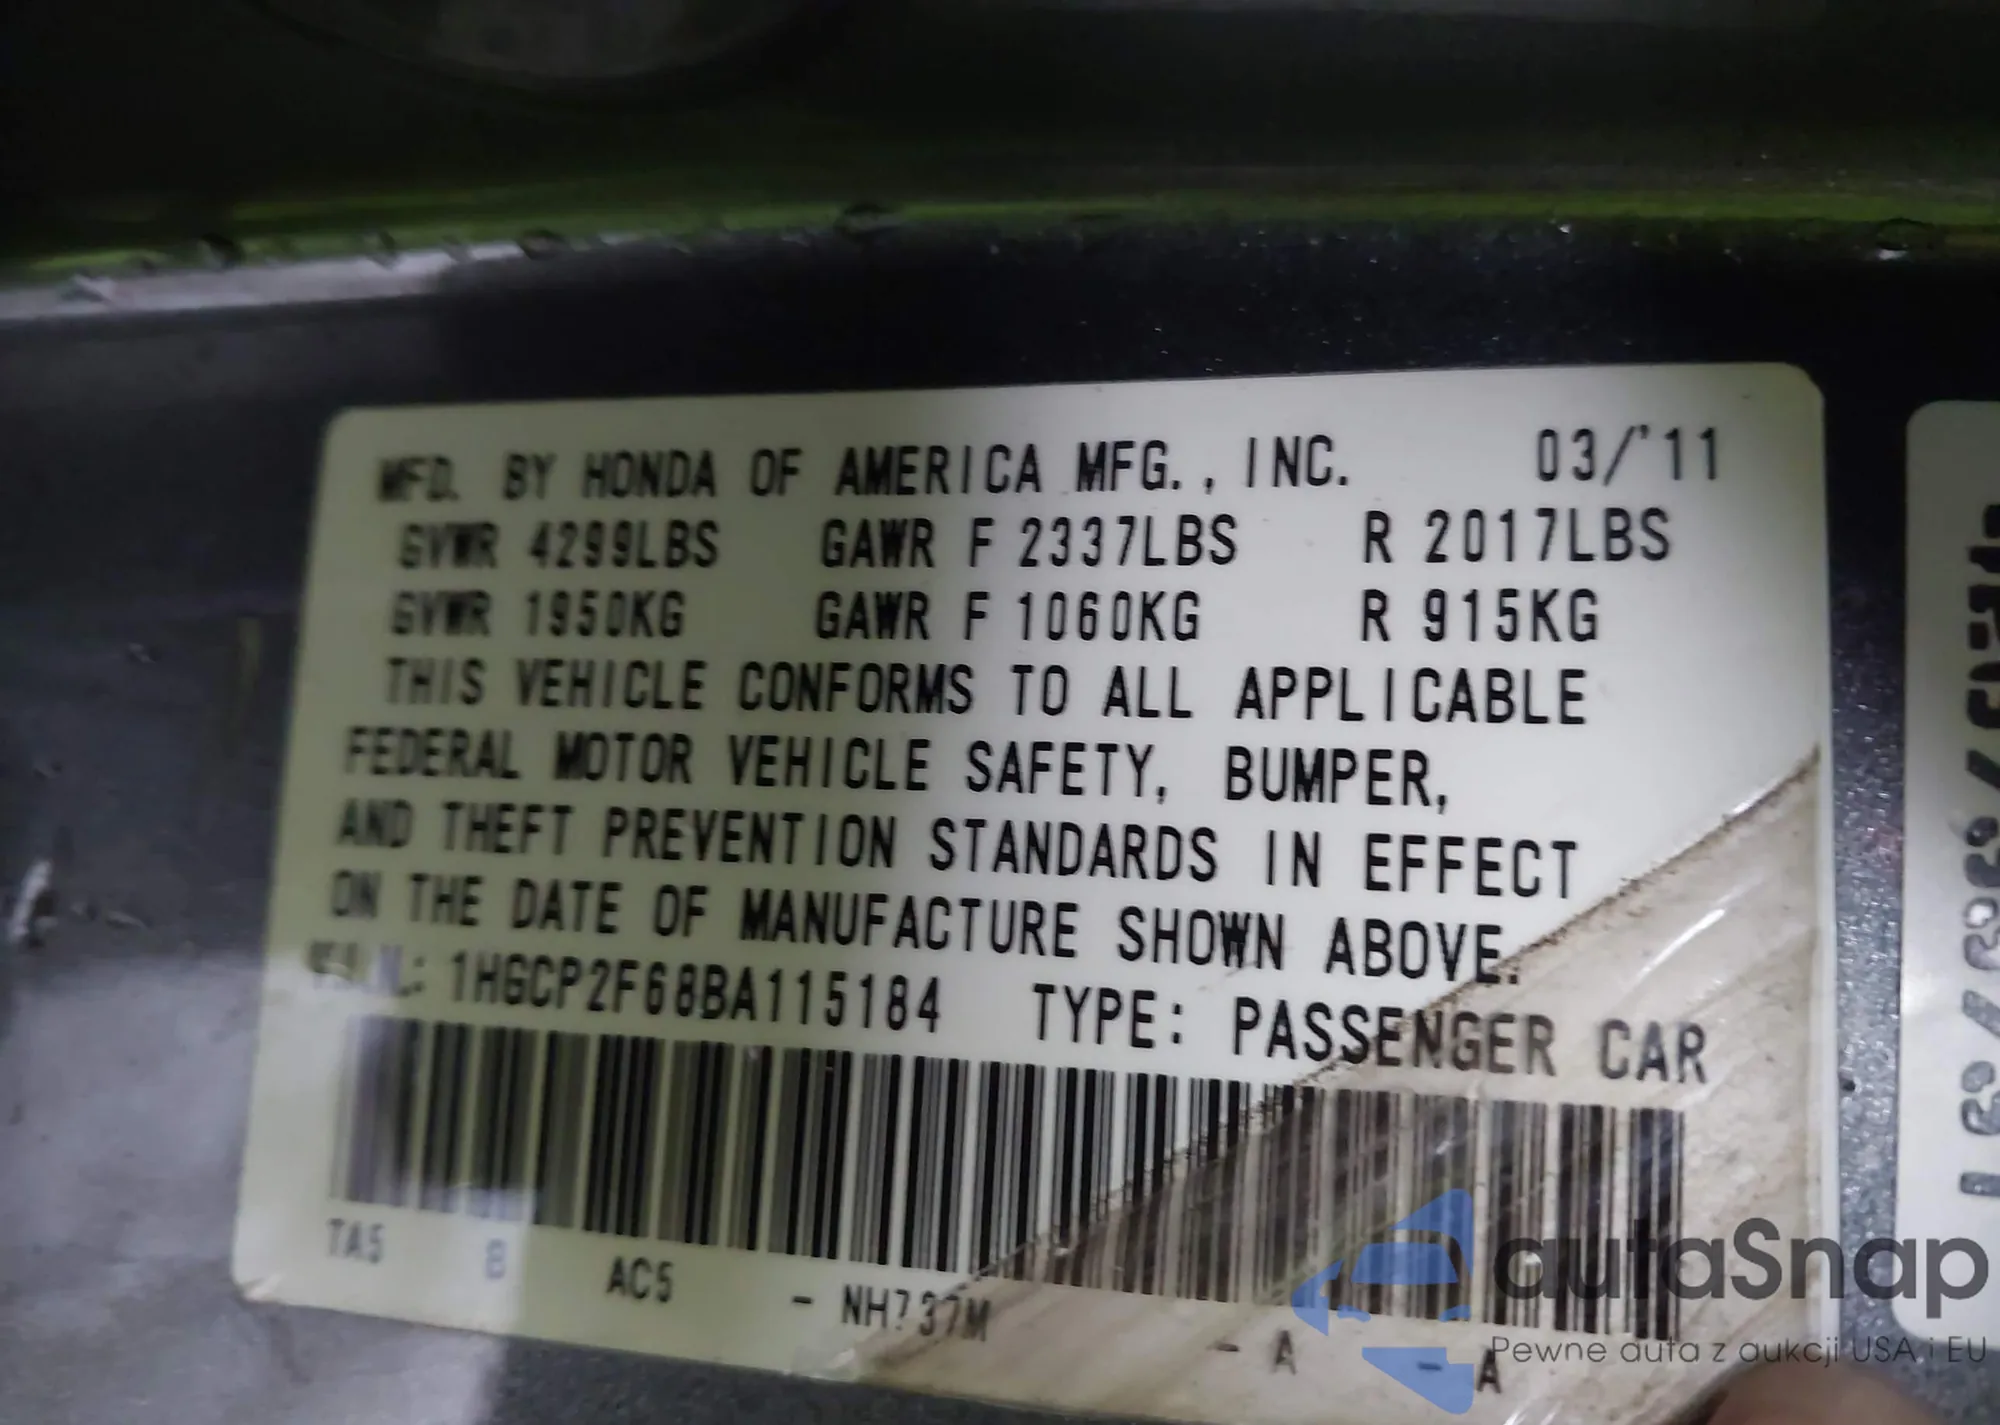 MFD. BY HONDA OF AMERICA MFG., INC. 03/'11
GVWR 4299LBS GAWR F 2337LBS R 2017LBS
GVWR 1950KG GAWR F 1060KG R 915KG
THIS VEHICLE CONFORMS TO ALL APPLICABLE
FEDERAL MOTOR VEHICLE SAFETY, BUMPER,
AND THEFT PREVENTION STANDARDS IN EFFECT
ON THE DATE OF MANUFACTURE SHOWN ABOVE.
1HGCP2F68BA115184 TYPE: PASSENGER CAR
TA5 B AC5 - NH737M - A - A
autaSnap
Pewne auta z aukcji USA i EU